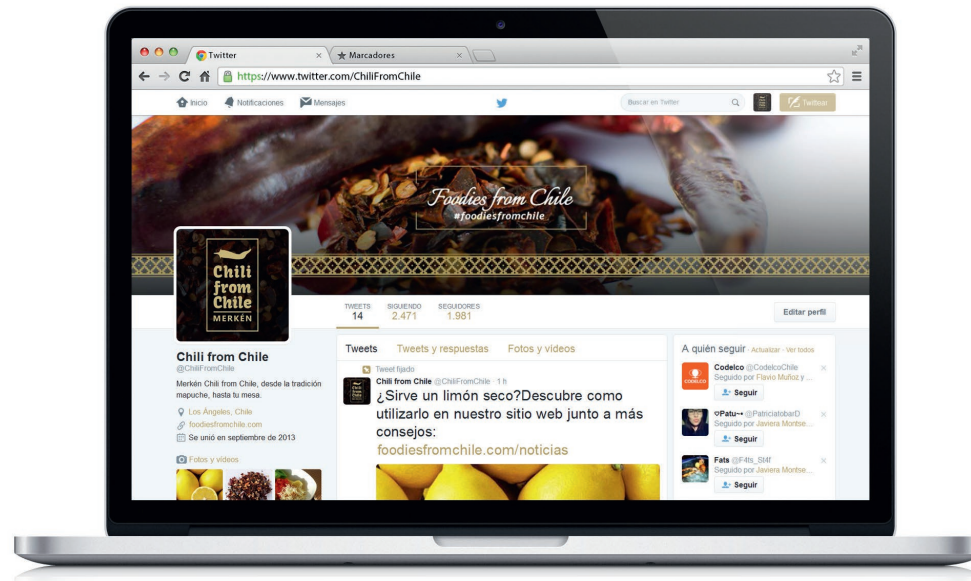 Twitter
Marcadores
https://www.twitter.com/ChiliFromChile
Inicio
Notificaciones
Mensajes
Buscar en Twitter
Twittear
Foodies from Chile
#foodiesfromchile
Chili
from
Chile
MERKÉN
TWEETS
14
SIGUIENDO
2.471
SEGUIDORES
1.981
Editar perfil
Chili from Chile
@ChiliFromChile
Merkén Chili from Chile, desde la tradición
mapuche, hasta tu mesa.
Los Ángeles, Chile
foodiesfromchile.com
Se unió en septiembre de 2013
Fotos y vídeos
Tweets
Tweets y respuestas
Fotos y vídeos
Tweet fijado
Chili from Chile @ChiliFromChile · 1 h
¿Sirve un limón seco?Descubre como
utilizarlo en nuestro sitio web junto a más
consejos:
foodiesfromchile.com/noticias
A quién seguir · Actualizar · Ver todos
CODELCO
Codelco @CodelcoChile
Seguido por Flavio Muñoz y ...
Seguir
♡Patu⊸ @PatriciatobarD
Seguido por Javiera Montse...
Seguir
Fats @F4ts_St4f
Seguido por Javiera Montse...
Seguir